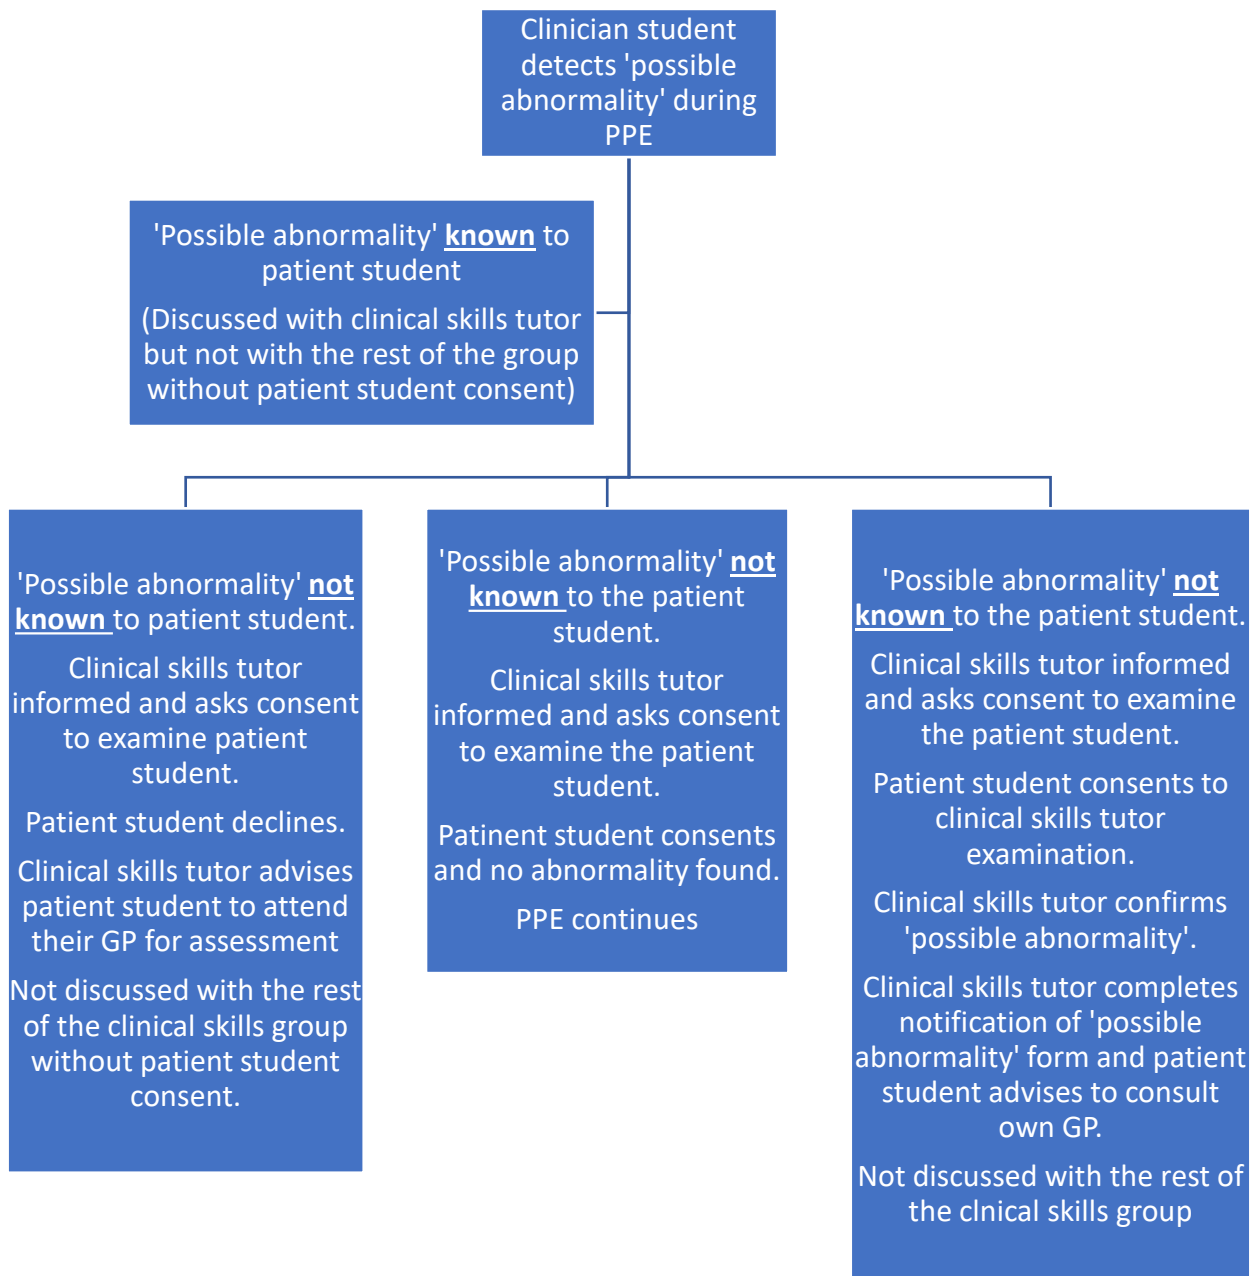 Clinician student
detects 'possible
abnormality' during
PPE
'Possible abnormality' known to
patient student
(Discussed with clinical skills tutor
but not with the rest of the group
without patient student consent)
'Possible abnormality' not
known to patient student.
Clinical skills tutor
informed and asks consent
to examine patient
student.
Patient student declines.
Clinical skills tutor advises
patient student to attend
their GP for assessment
Not discussed with the rest
of the clinical skills group
without patient student
consent.
'Possible abnormality' not
known to the patient
student.
Clinical skills tutor
informed and asks consent
to examine the patient
student.
Patinent student consents
and no abnormality found.
PPE continues
'Possible abnormality' not
known to the patient student.
Clinical skills tutor informed
and asks consent to examine
the patient student.
Patient student consents to
clinical skills tutor
examination.
Clinical skills tutor confirms
'possible abnormality'.
Clinical skills tutor completes
notification of 'possible
abnormality' form and patient
student advises to consult
own GP.
Not discussed with the rest of
the clnical skills group